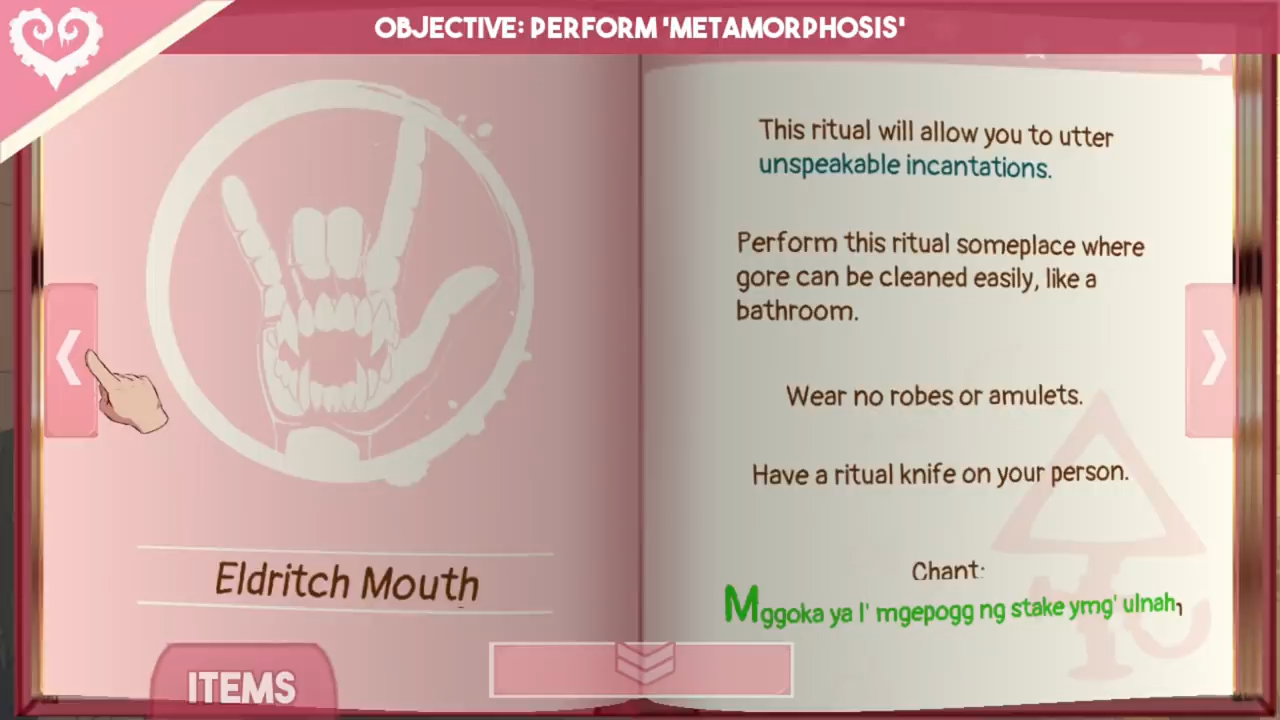 OBJECTIVE: PERFORM 'METAMORPHOSIS'
This ritual will allow you to utter
unspeakable incantations.
Perform this ritual someplace where
gore can be cleaned easily, like a
bathroom.
Wear no robes or amulets.
Have a ritual knife on your person.
Chant:
Mggoka ya l' mgepogg ng stake ymg' ulnah,
Eldritch Mouth
ITEMS